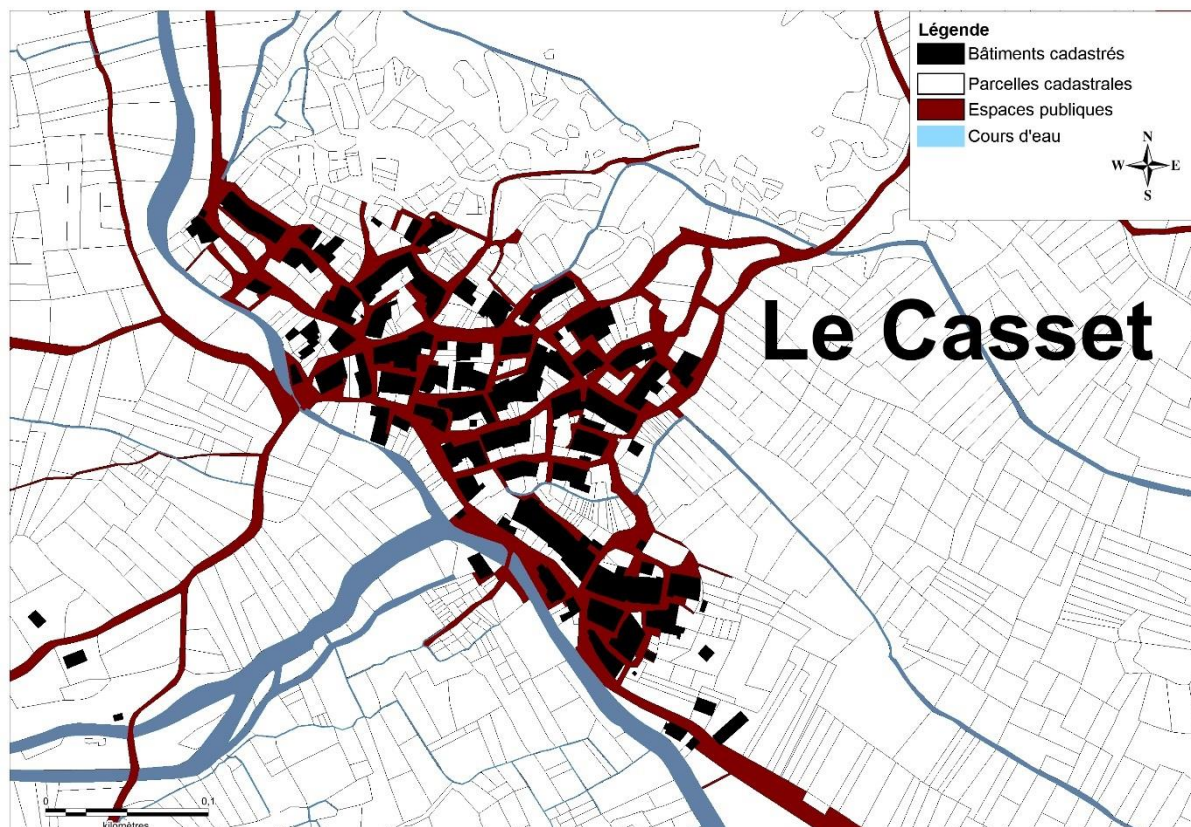 Légende
Bâtiments cadastrés
Parcelles cadastrales
Espaces publiques
Cours d'eau
N
W E
S
Le Casset
0 0,1
kilomètres